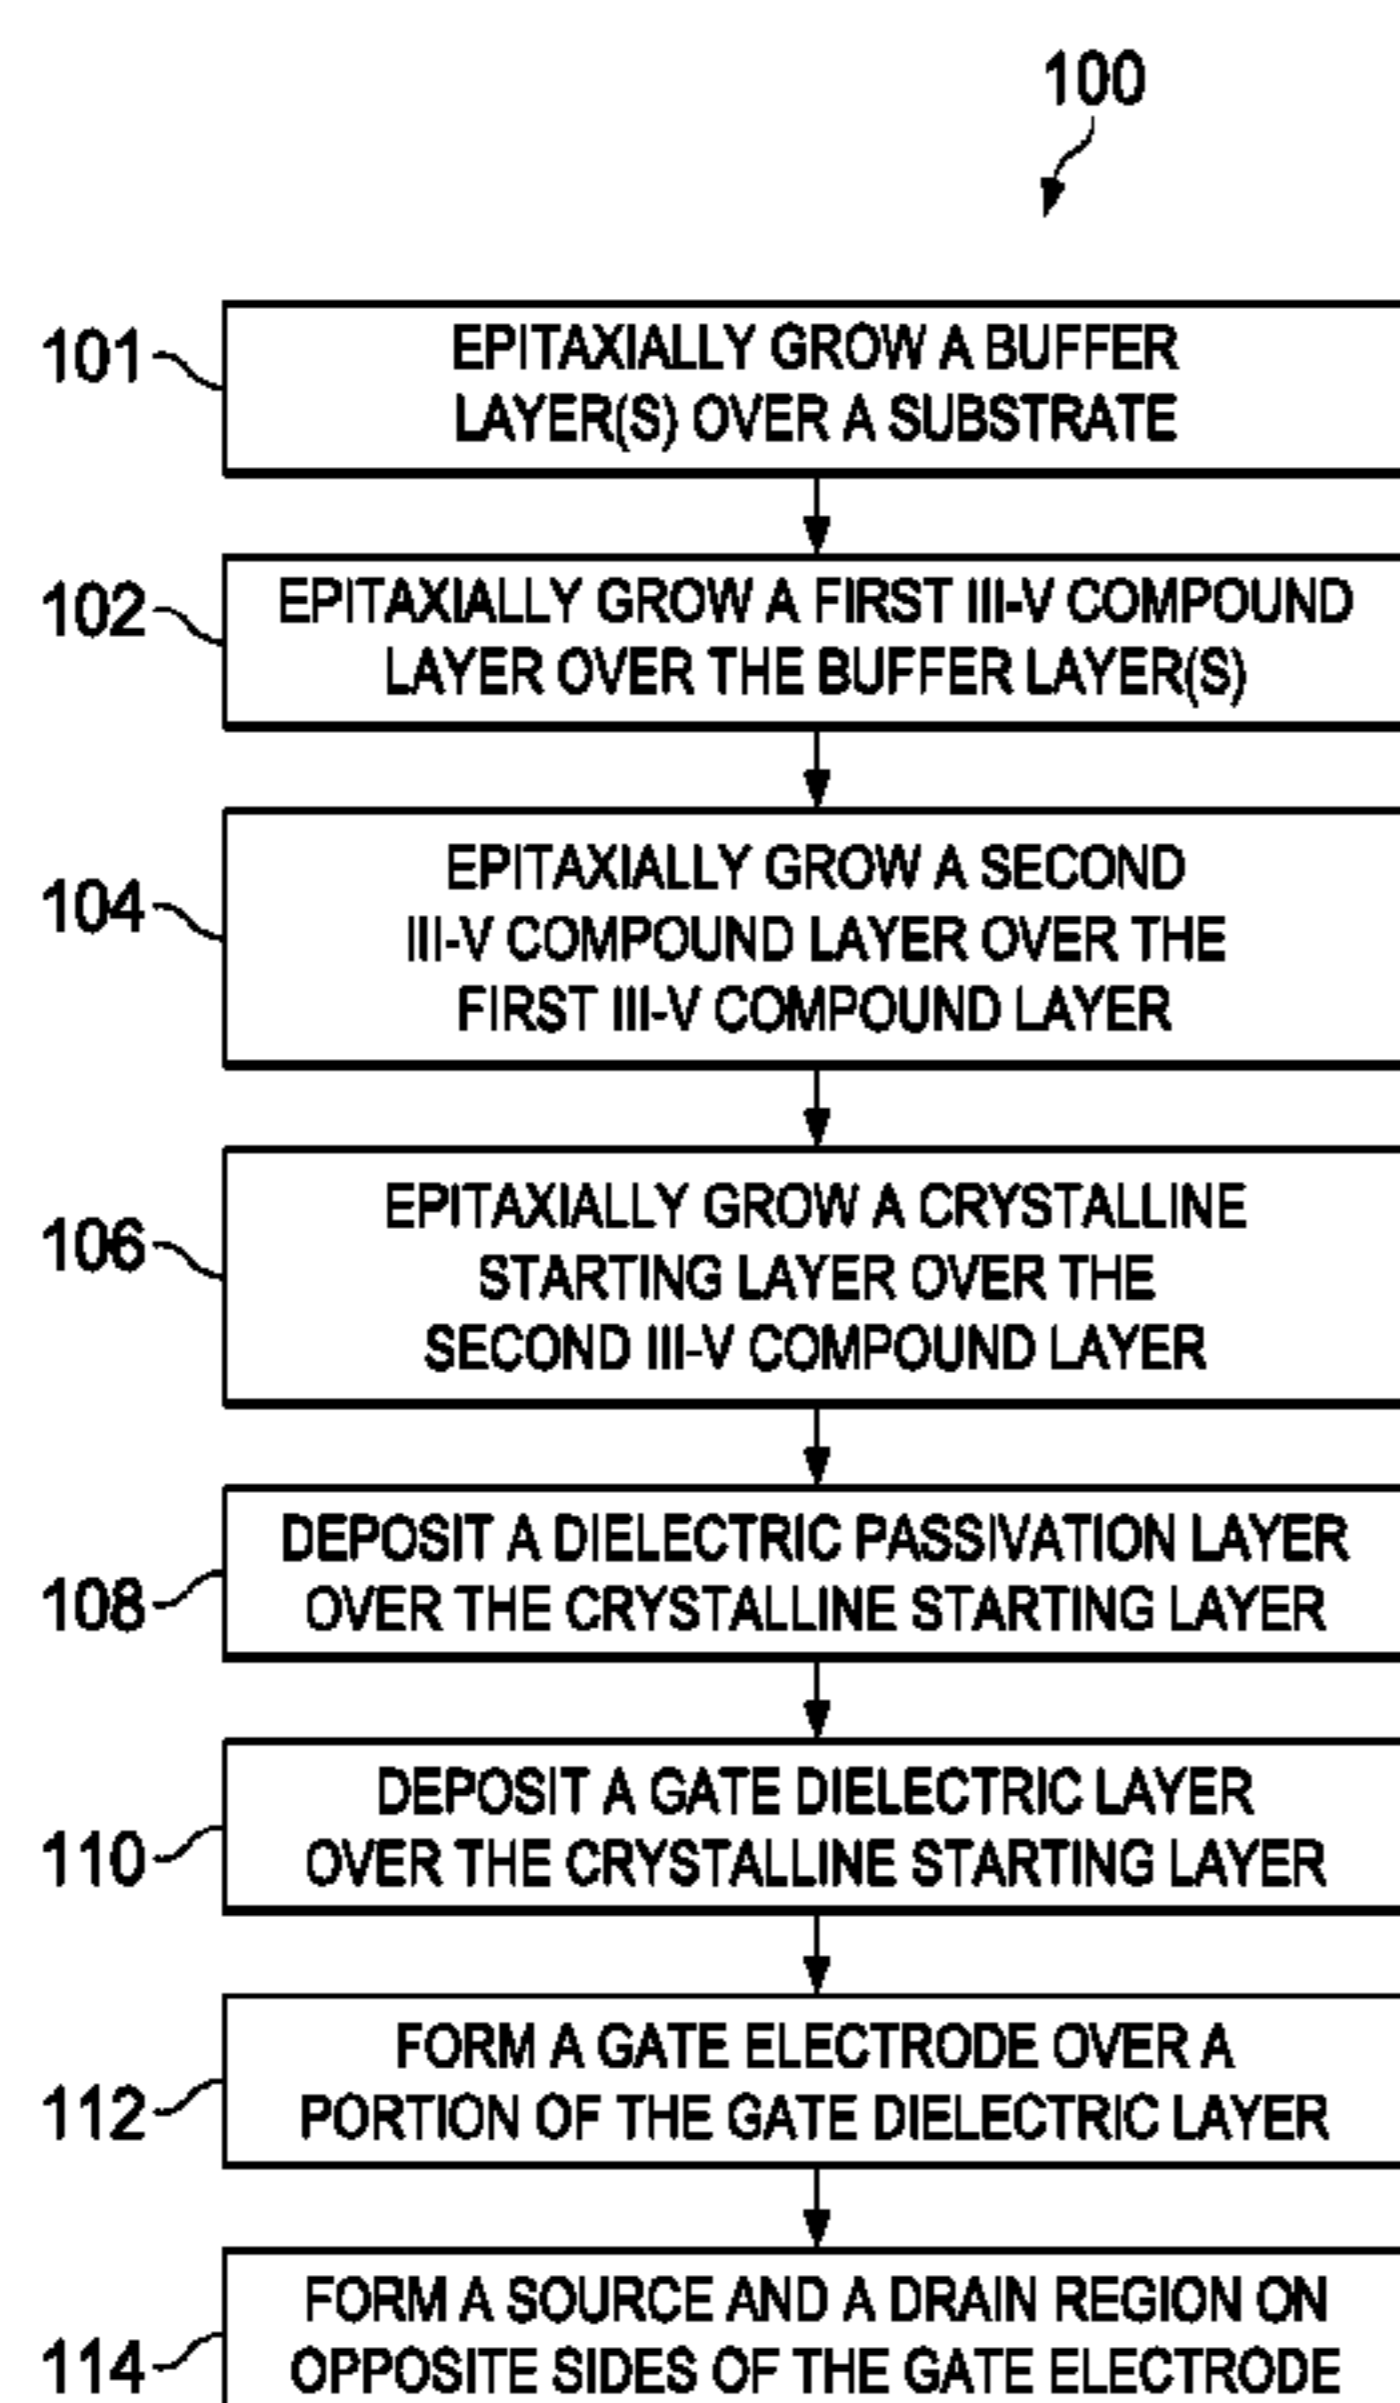 100
101
EPITAXIALLY GROW A BUFFER
LAYER(S) OVER A SUBSTRATE
102
EPITAXIALLY GROW A FIRST III-V COMPOUND
LAYER OVER THE BUFFER LAYER(S)
104
EPITAXIALLY GROW A SECOND
III-V COMPOUND LAYER OVER THE
FIRST III-V COMPOUND LAYER
106
EPITAXIALLY GROW A CRYSTALLINE
STARTING LAYER OVER THE
SECOND III-V COMPOUND LAYER
108
DEPOSIT A DIELECTRIC PASSIVATION LAYER
OVER THE CRYSTALLINE STARTING LAYER
110
DEPOSIT A GATE DIELECTRIC LAYER
OVER THE CRYSTALLINE STARTING LAYER
112
FORM A GATE ELECTRODE OVER A
PORTION OF THE GATE DIELECTRIC LAYER
114
FORM A SOURCE AND A DRAIN REGION ON
OPPOSITE SIDES OF THE GATE ELECTRODE